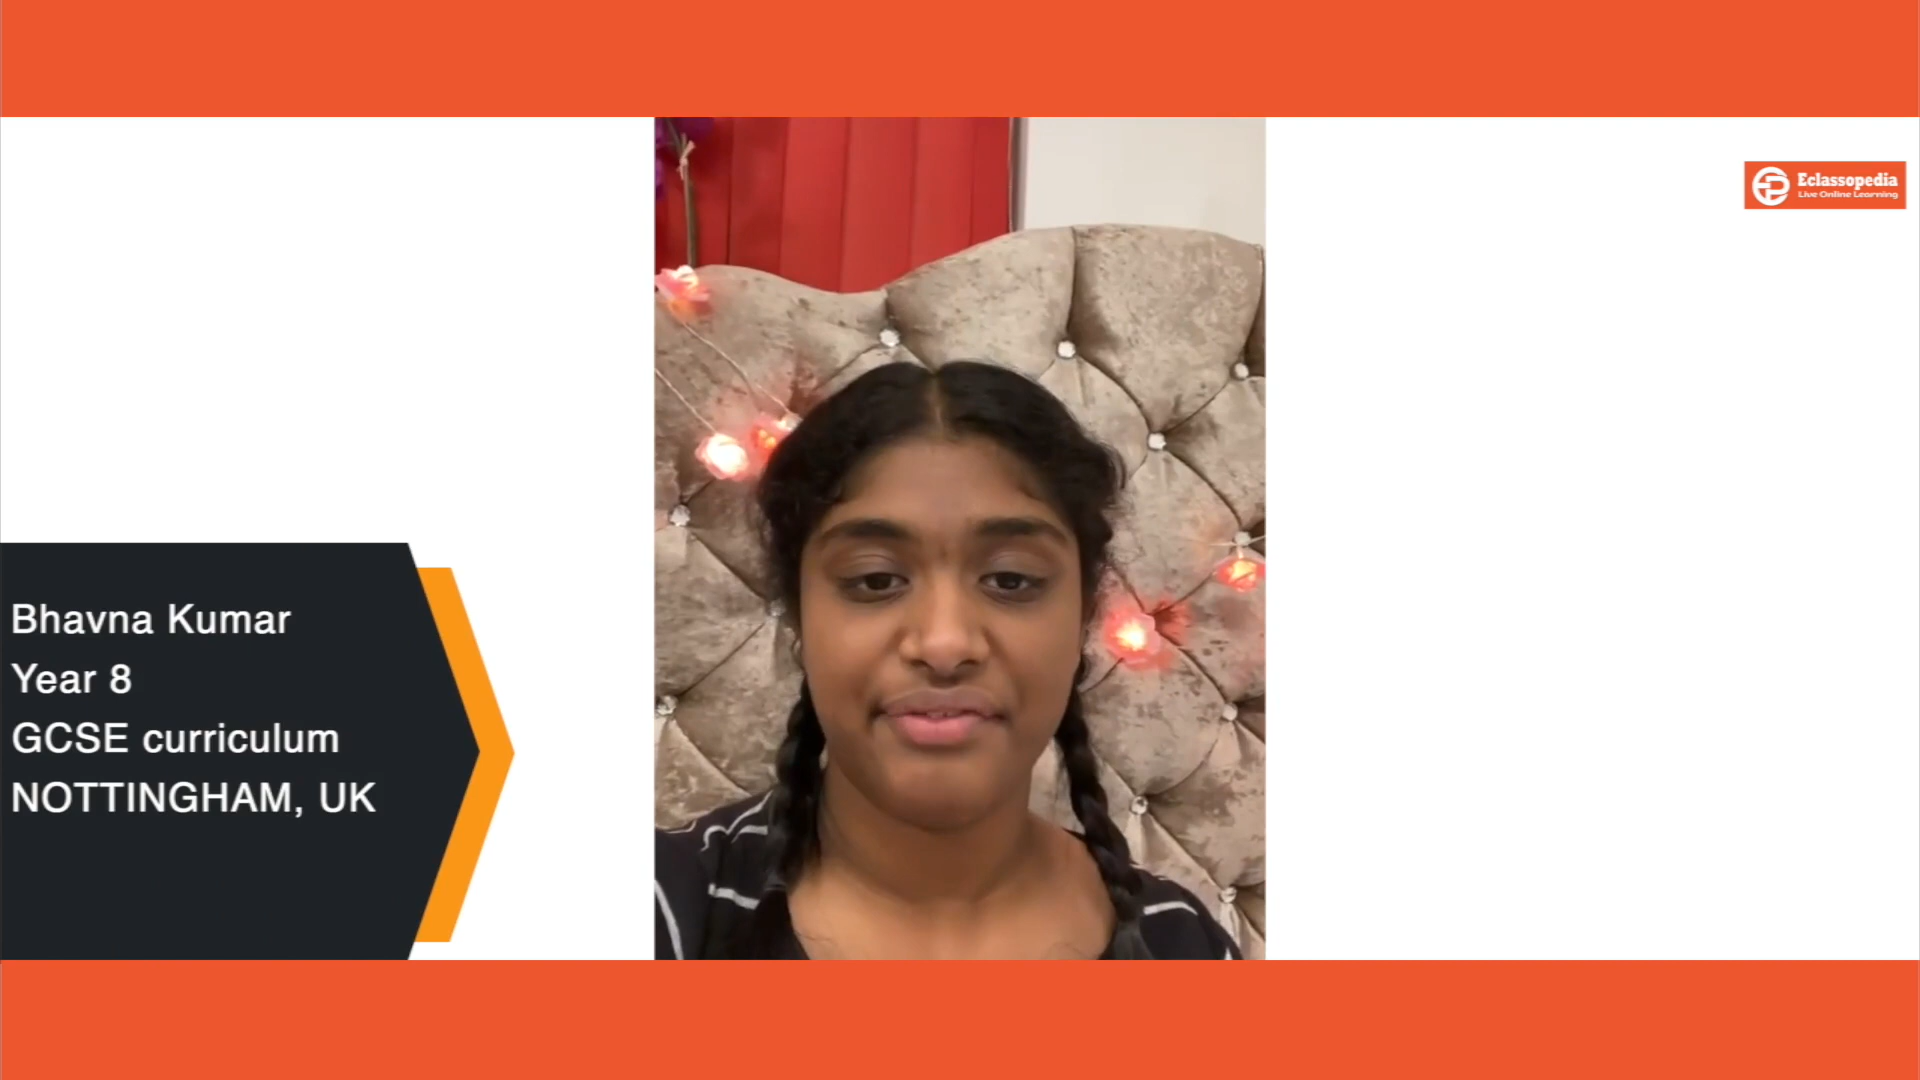 Eclassopedia
Live Online Learning
Bhavna Kumar
Year 8
GCSE curriculum
NOTTINGHAM, UK